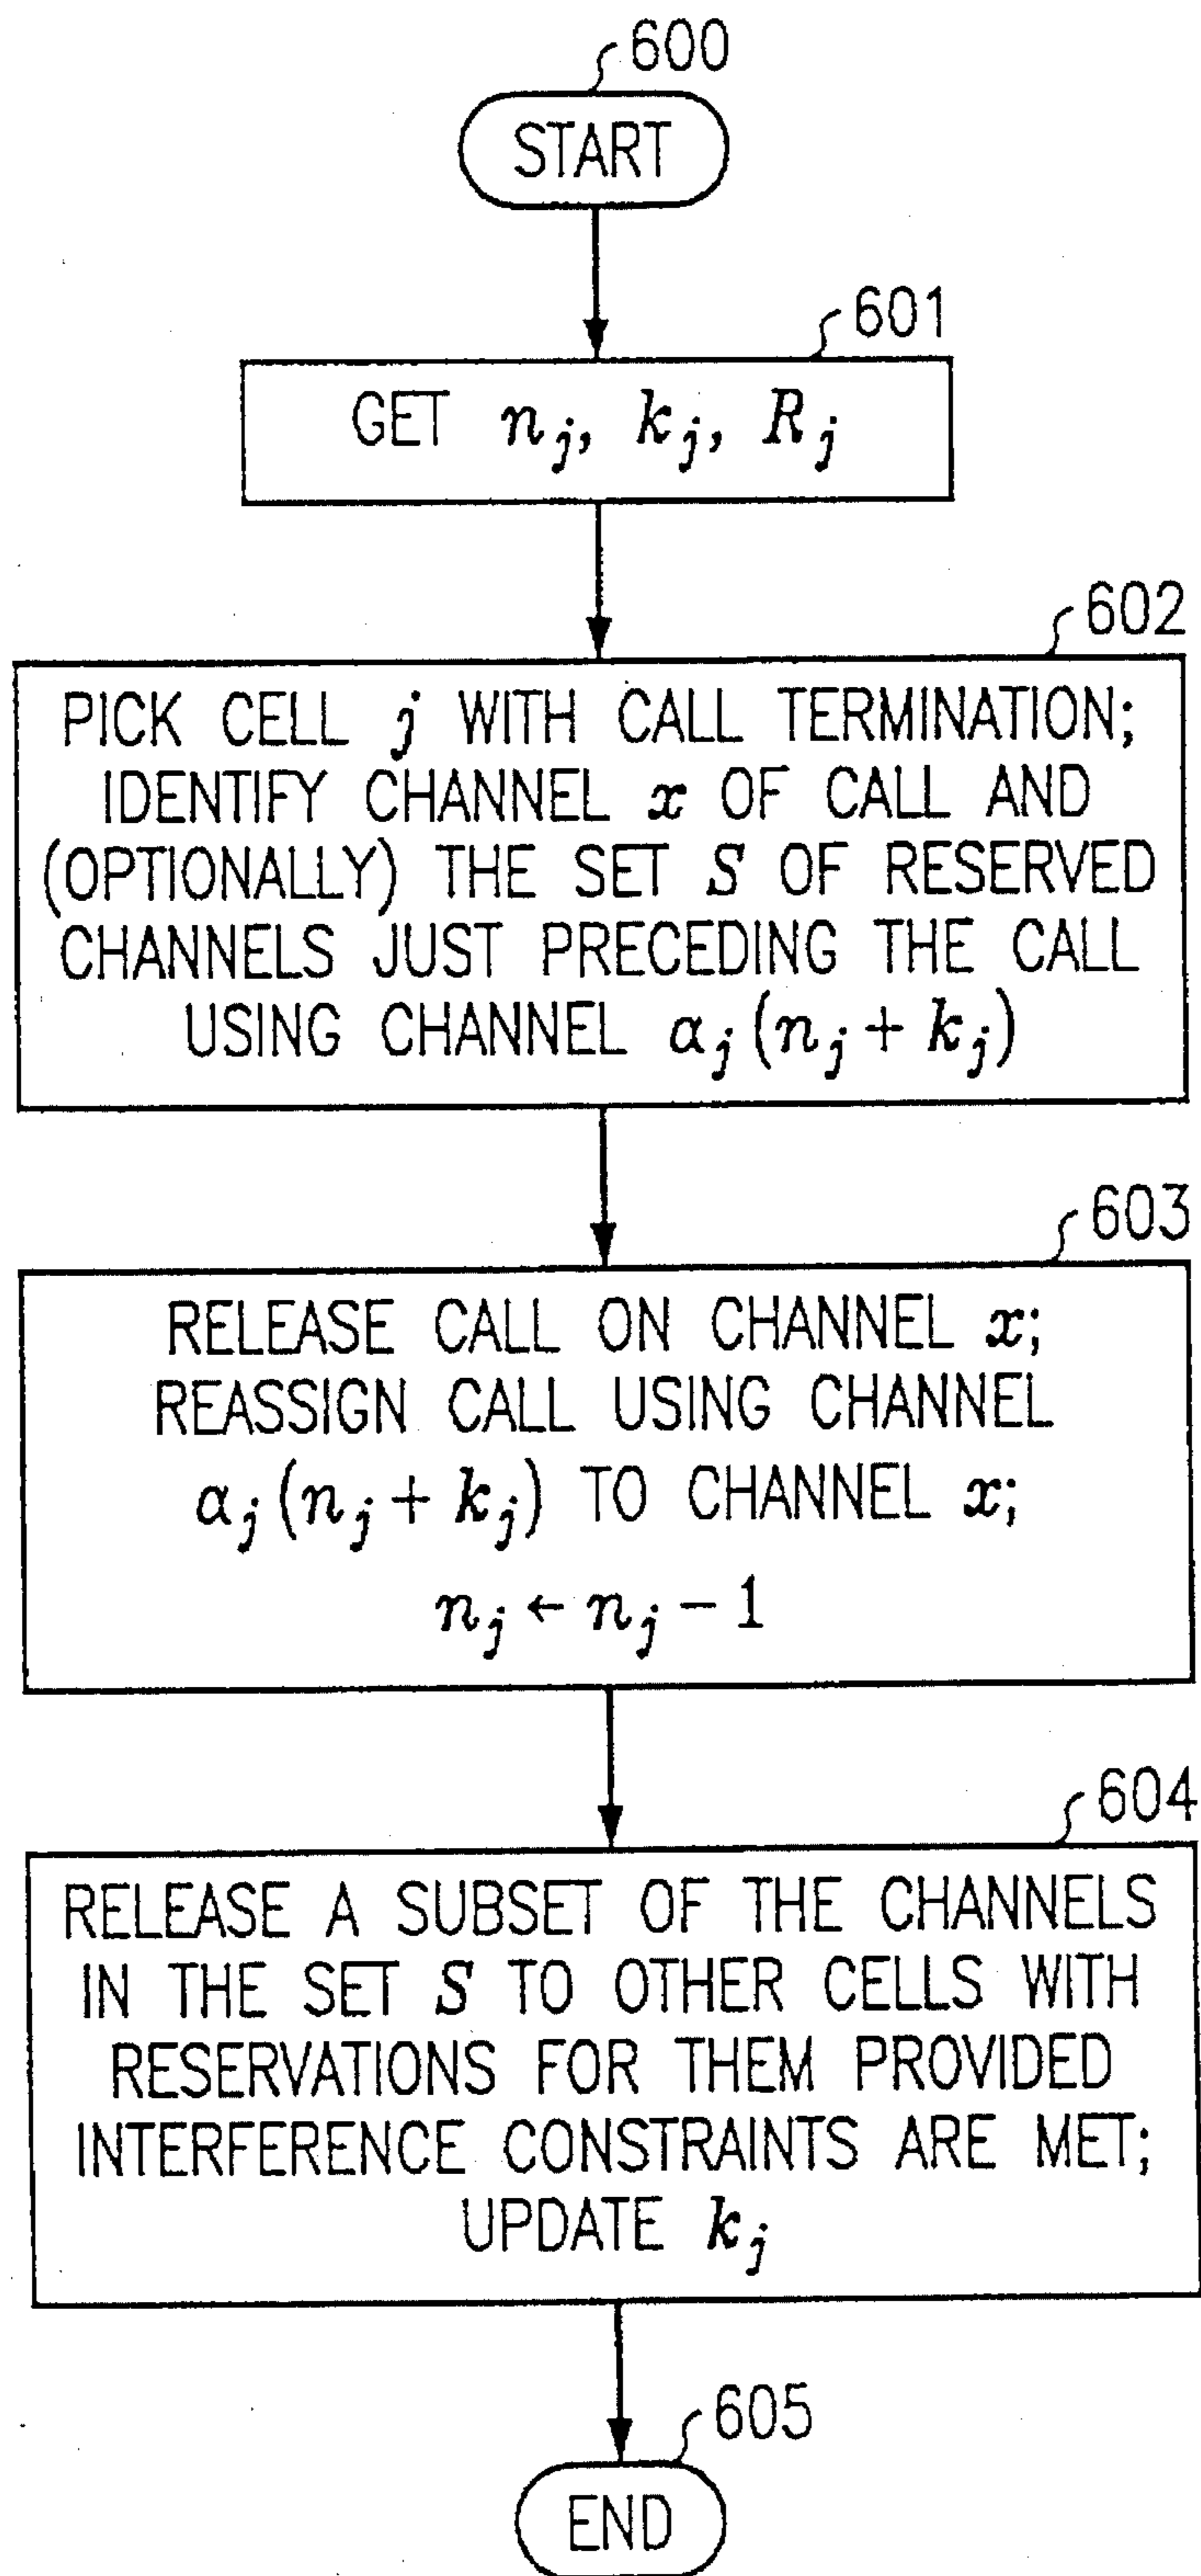 600
START
601
GET n_j, k_j, R_j
602
PICK CELL j WITH CALL TERMINATION;
IDENTIFY CHANNEL x OF CALL AND
(OPTIONALLY) THE SET S OF RESERVED
CHANNELS JUST PRECEDING THE CALL
USING CHANNEL α_j(n_j + k_j)
603
RELEASE CALL ON CHANNEL x;
REASSIGN CALL USING CHANNEL
α_j(n_j + k_j) TO CHANNEL x;
n_j ← n_j − 1
604
RELEASE A SUBSET OF THE CHANNELS
IN THE SET S TO OTHER CELLS WITH
RESERVATIONS FOR THEM PROVIDED
INTERFERENCE CONSTRAINTS ARE MET;
UPDATE k_j
605
END